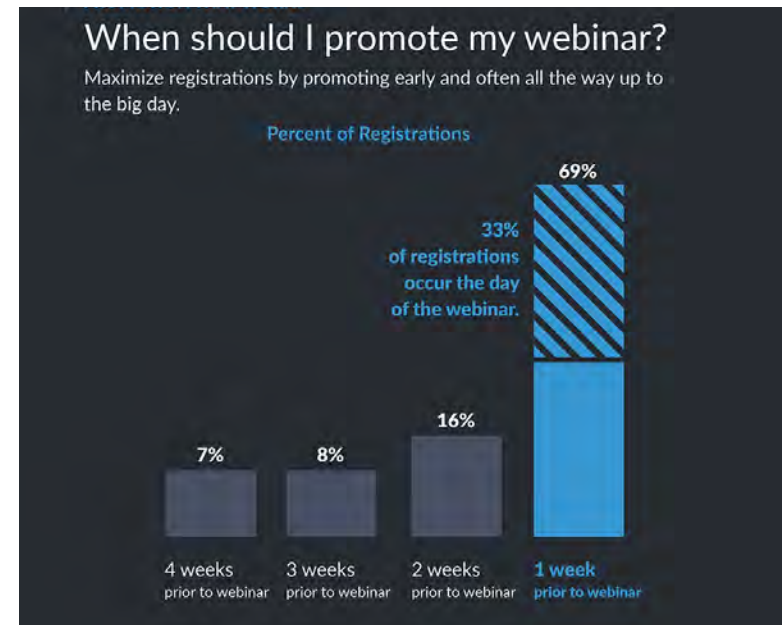 When should I promote my webinar?
Maximize registrations by promoting early and often all the way up to
the big day.
Percent of Registrations
69%
33%
of registrations
occur the day
of the webinar.
16%
7%
8%
4 weeks
prior to webinar
3 weeks
prior to webinar
2 weeks
prior to webinar
1 week
prior to webinar